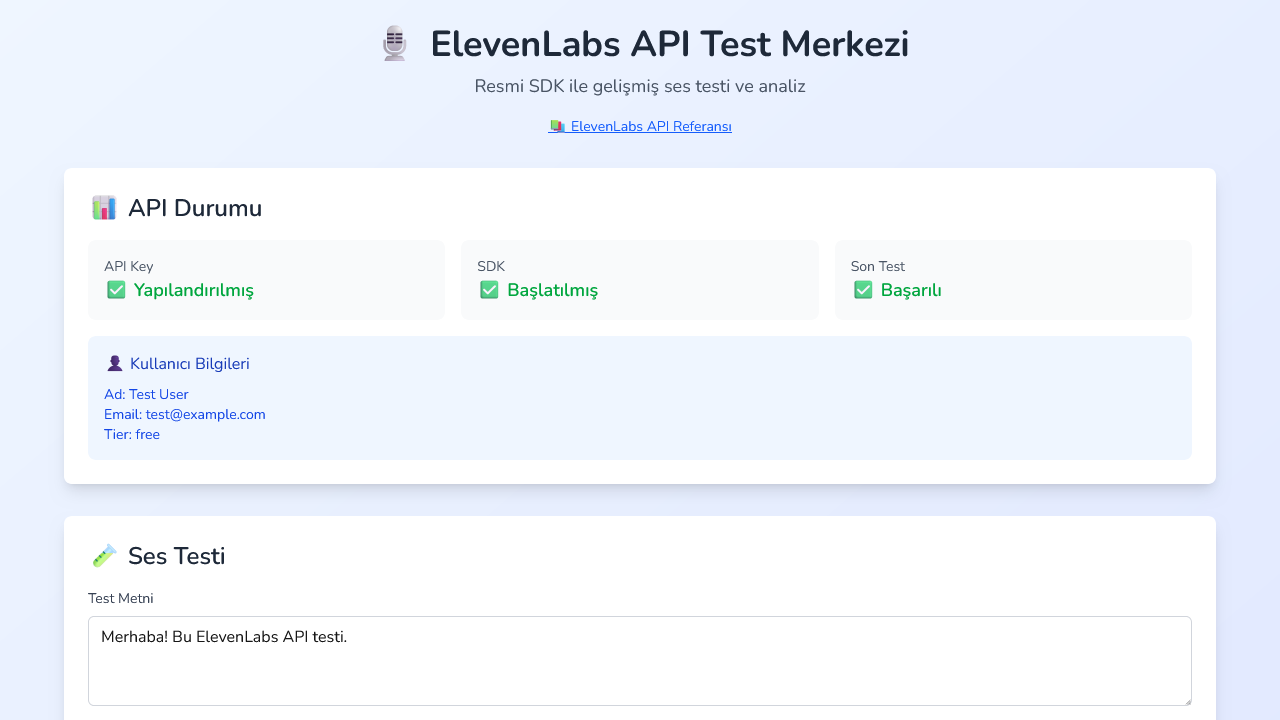 ElevenLabs API Test Merkezi
Resmi SDK ile gelişmiş ses testi ve analiz
ElevenLabs API Referansı
API Durumu
API Key
Yapılandırılmış
SDK
Başlatılmış
Son Test
Başarılı
Kullanıcı Bilgileri
Ad: Test User
Email: test@example.com
Tier: free
Ses Testi
Test Metni
Merhaba! Bu ElevenLabs API testi.